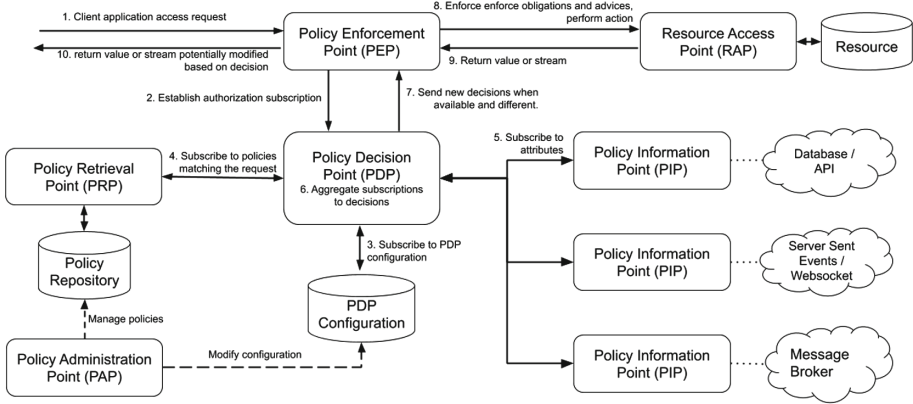 1. Client application access request
10. return value or stream potentially modified
based on decision
Policy Enforcement
Point (PEP)
8. Enforce enforce obligations and advices,
perform action
9. Return value or stream
Resource Access
Point (RAP)
Resource
2. Establish authorization subscription
7. Send new decisions when
available and different.
Policy Retrieval
Point (PRP)
4. Subscribe to policies
matching the request
Policy Decision
Point (PDP)
6. Aggregate subscriptions
to decisions
5. Subscribe to
attributes
Policy Information
Point (PIP)
Database /
API
Policy
Repository
3. Subscribe to PDP
configuration
Policy Information
Point (PIP)
Server Sent
Events /
Websocket
PDP
Configuration
Manage policies
Policy Administration
Point (PAP)
Modify configuration
Policy Information
Point (PIP)
Message
Broker